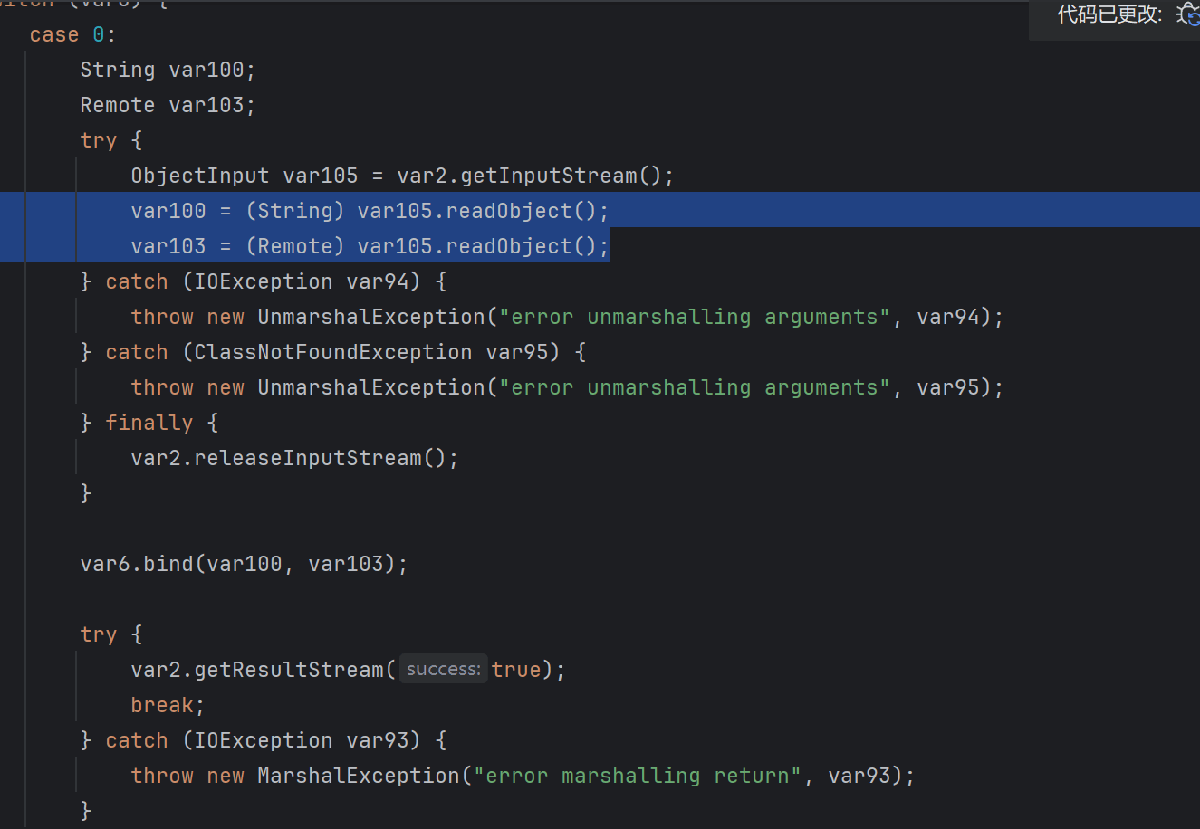 case 0:
代码已更改:
String var100;
Remote var103;
try {
ObjectInput var105 = var2.getInputStream();
var100 = (String) var105.readObject();
var103 = (Remote) var105.readObject();
} catch (IOException var94) {
throw new UnmarshalException("error unmarshalling arguments", var94);
} catch (ClassNotFoundException var95) {
throw new UnmarshalException("error unmarshalling arguments", var95);
} finally {
var2.releaseInputStream();
}
var6.bind(var100, var103);
try {
var2.getResultStream( success: true);
break;
} catch (IOException var93) {
throw new MarshalException("error marshalling return", var93);
}